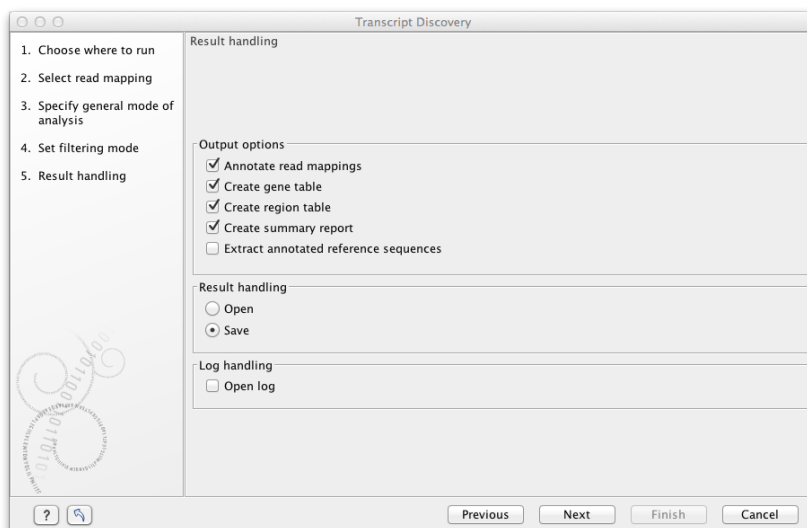 Transcript Discovery
1. Choose where to run
2. Select read mapping
3. Specify general mode of
analysis
4. Set filtering mode
5. Result handling
Result handling
Output options
Annotate read mappings
Create gene table
Create region table
Create summary report
Extract annotated reference sequences
Result handling
Open
Save
Log handling
Open log
?
Previous
Next
Finish
Cancel